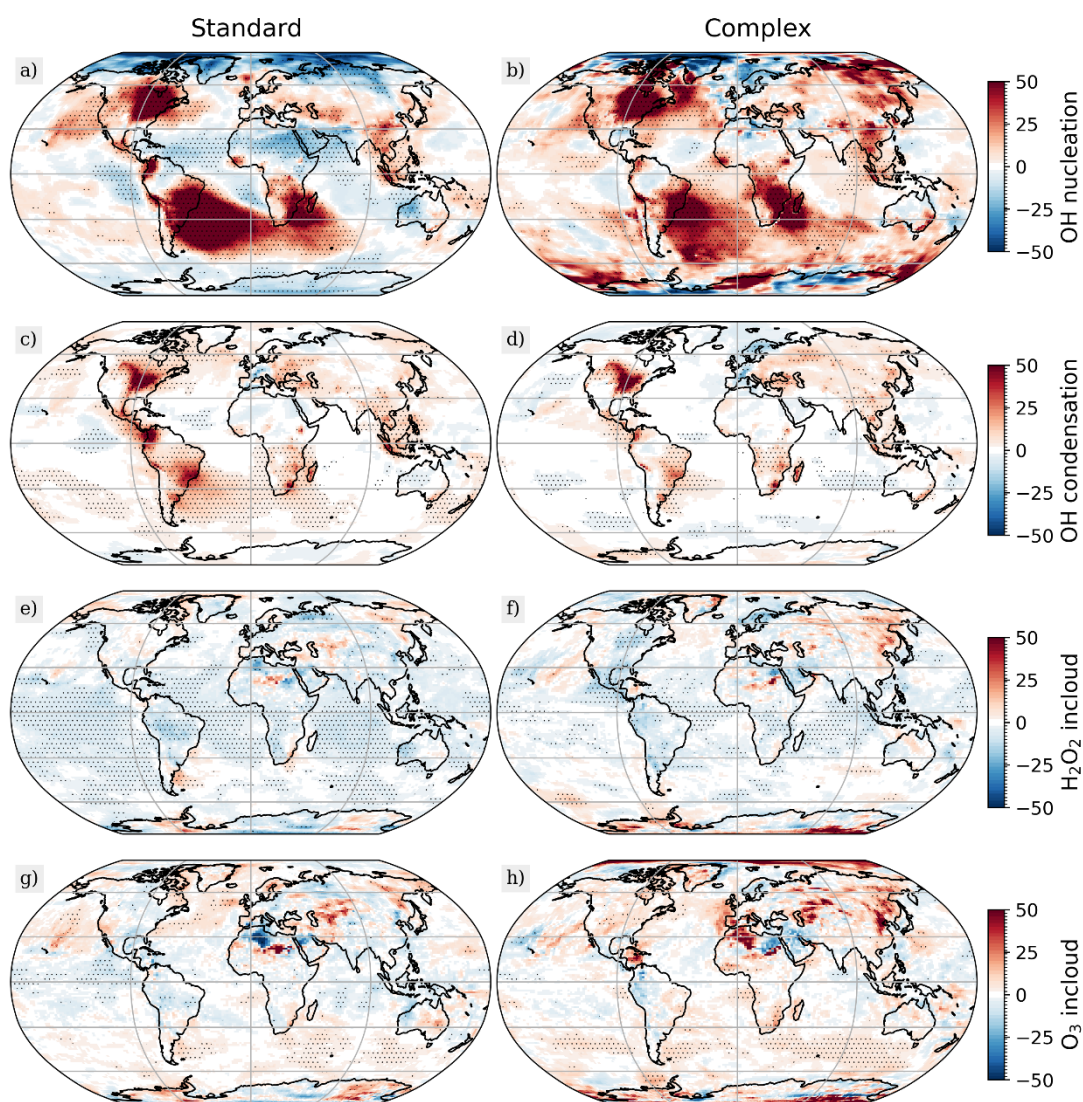 Standard
Complex
a)
b)
50
25
0
−25
−50
OH nucleation
c)
d)
50
25
0
−25
−50
OH condensation
e)
f)
50
25
0
−25
−50
H₂O₂ incloud
g)
h)
50
25
0
−25
−50
O₃ incloud